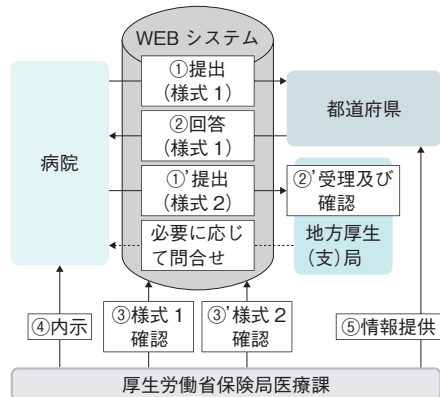 WEB システム
①提出
(様式 1)
②回答
(様式 1)
①'提出
(様式 2)
必要に応じ
て問合せ
病院
都道府県
②'受理及び
確認
地方厚生
(支)局
④内示
③様式 1
確認
③'様式 2
確認
⑤情報提供
厚生労働省保険局医療課